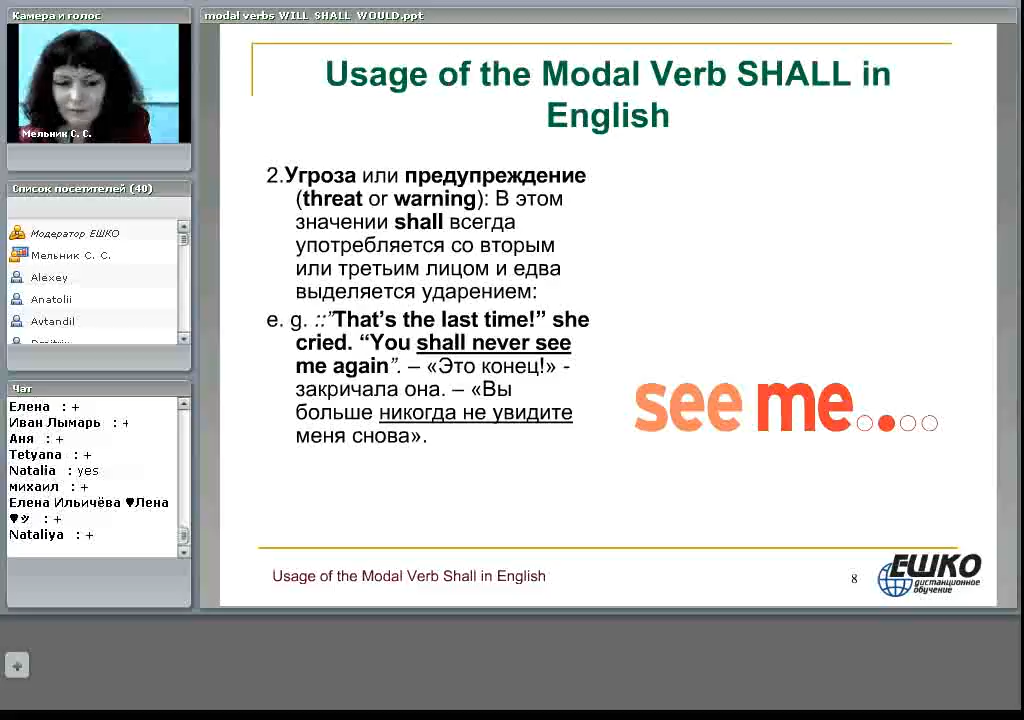 Камера и голос
Мельник С. С.
Список посетителей (40)
Модератор ЕШКО
Мельник С. С.
Alexey
Anatolii
Avtandil
Чат
Елена : +
Иван Лымарь : +
Аня : +
Tetyana : +
Natalia : yes
михаил : +
Елена Ильичёва ♥Лена
♥ッ : +
Nataliya : +
modal verbs WILL SHALL WOULD.ppt
Usage of the Modal Verb SHALL in
English
2.Угроза или предупреждение
(threat or warning): В этом
значении shall всегда
употребляется со вторым
или третьим лицом и едва
выделяется ударением:
e. g. ::”That’s the last time!” she
cried. “You shall never see
me again”. – «Это конец!» -
закричала она. – «Вы
больше никогда не увидите
меня снова».
see me
Usage of the Modal Verb Shall in English
8
ЕШКО
дистанционное
обучение